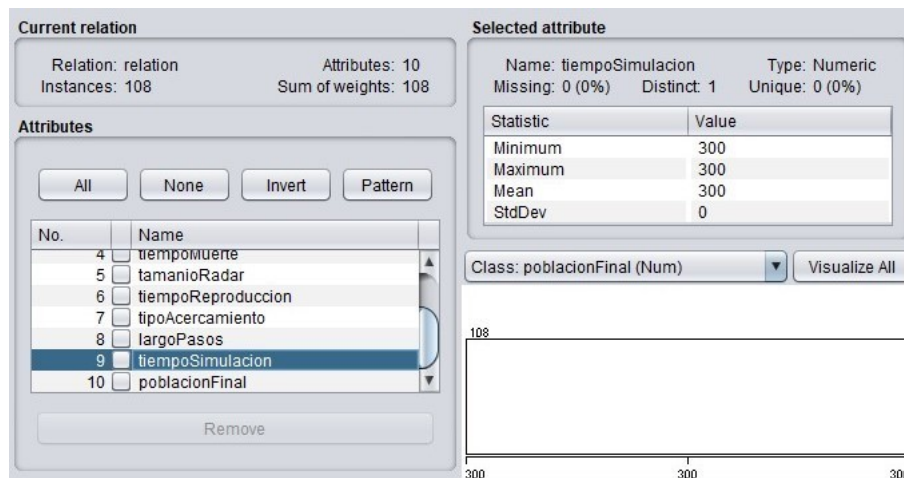 Current relation
Relation: relation Attributes: 10
Instances: 108 Sum of weights: 108
Attributes
All None Invert Pattern
No. Name
4 tiempoMuerte
5 tamanioRadar
6 tiempoReproduccion
7 tipoAcercamiento
8 largoPasos
9 tiempoSimulacion
10 poblacionFinal
Remove
Selected attribute
Name: tiempoSimulacion Type: Numeric
Missing: 0 (0%) Distinct: 1 Unique: 0 (0%)
Statistic Value
Minimum 300
Maximum 300
Mean 300
StdDev 0
Class: poblacionFinal (Num) Visualize All
108
300 300 300